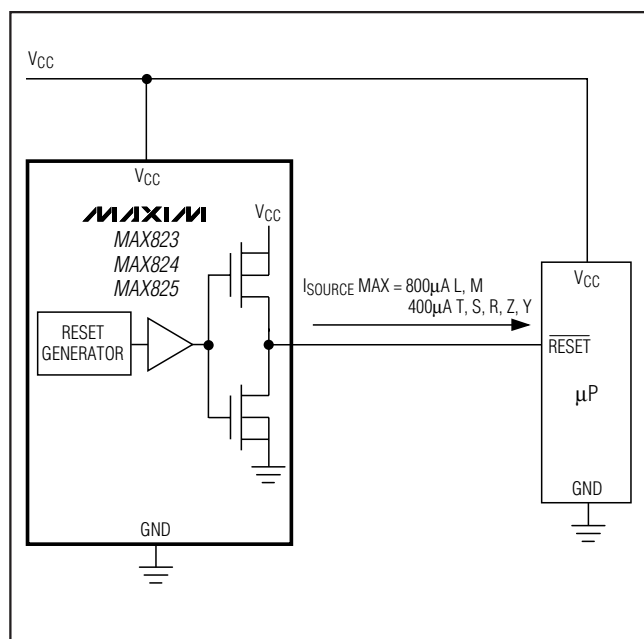 VCC
VCC
MAXIM
MAX823
MAX824
MAX825
VCC
RESET
GENERATOR
ISOURCE MAX = 800μA L, M
400μA T, S, R, Z, Y
VCC
RESET
μP
GND
GND